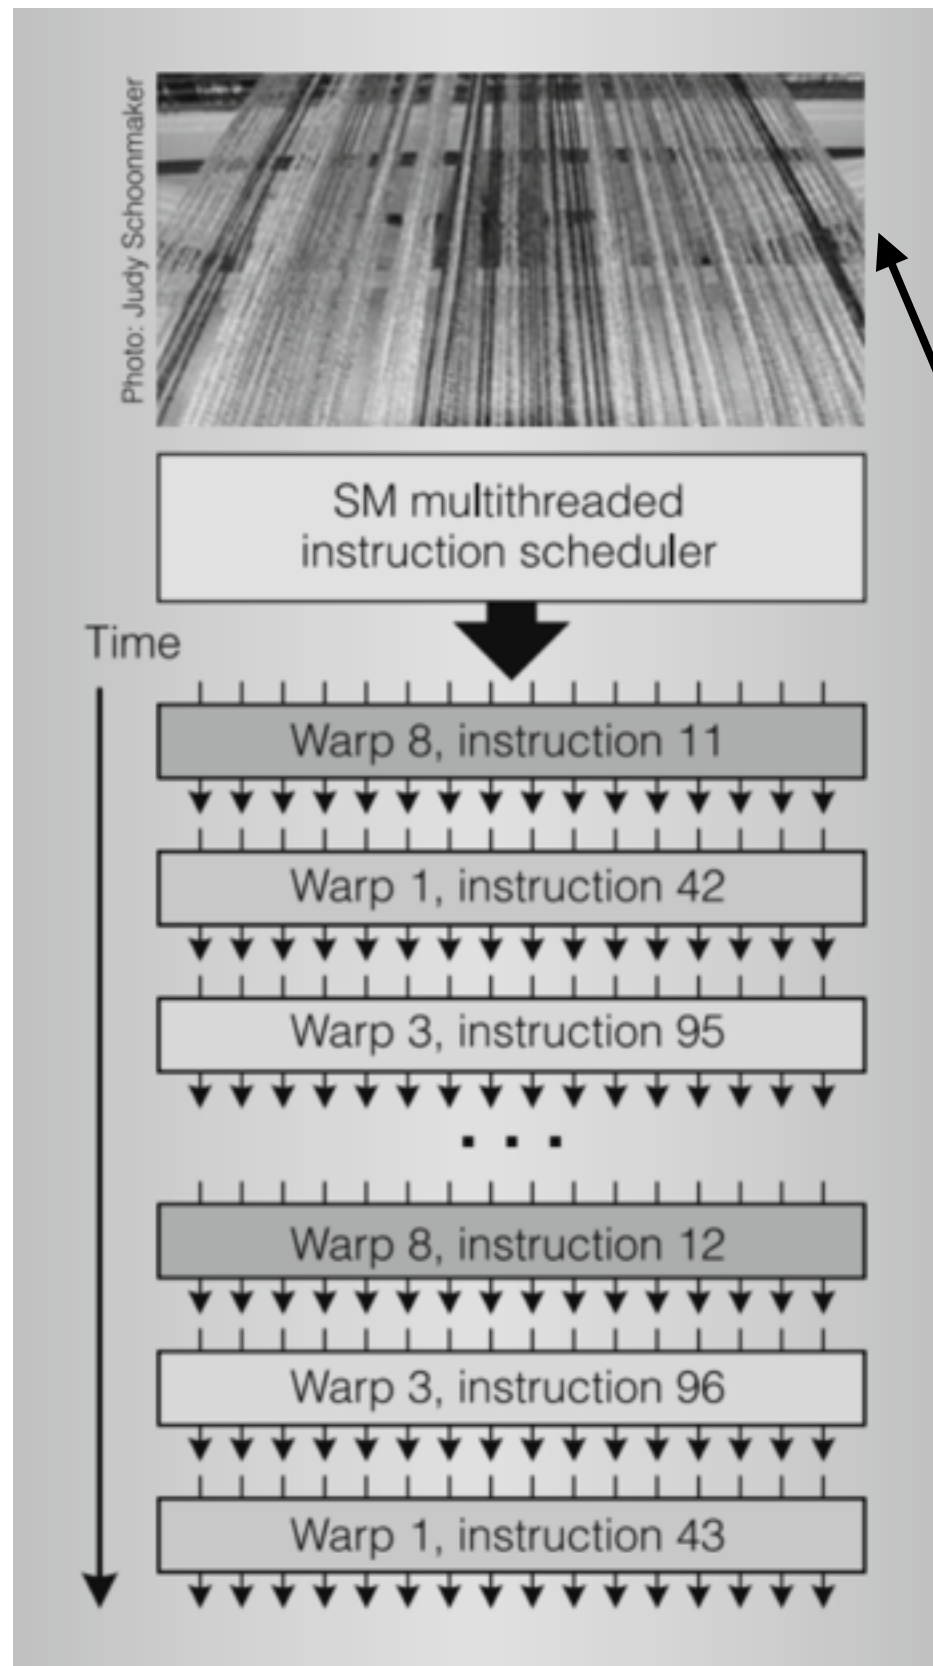 Photo: Judy Schoonmaker
SM multithreaded
instruction scheduler
Time
Warp 8, instruction 11
Warp 1, instruction 42
Warp 3, instruction 95
. . .
Warp 8, instruction 12
Warp 3, instruction 96
Warp 1, instruction 43